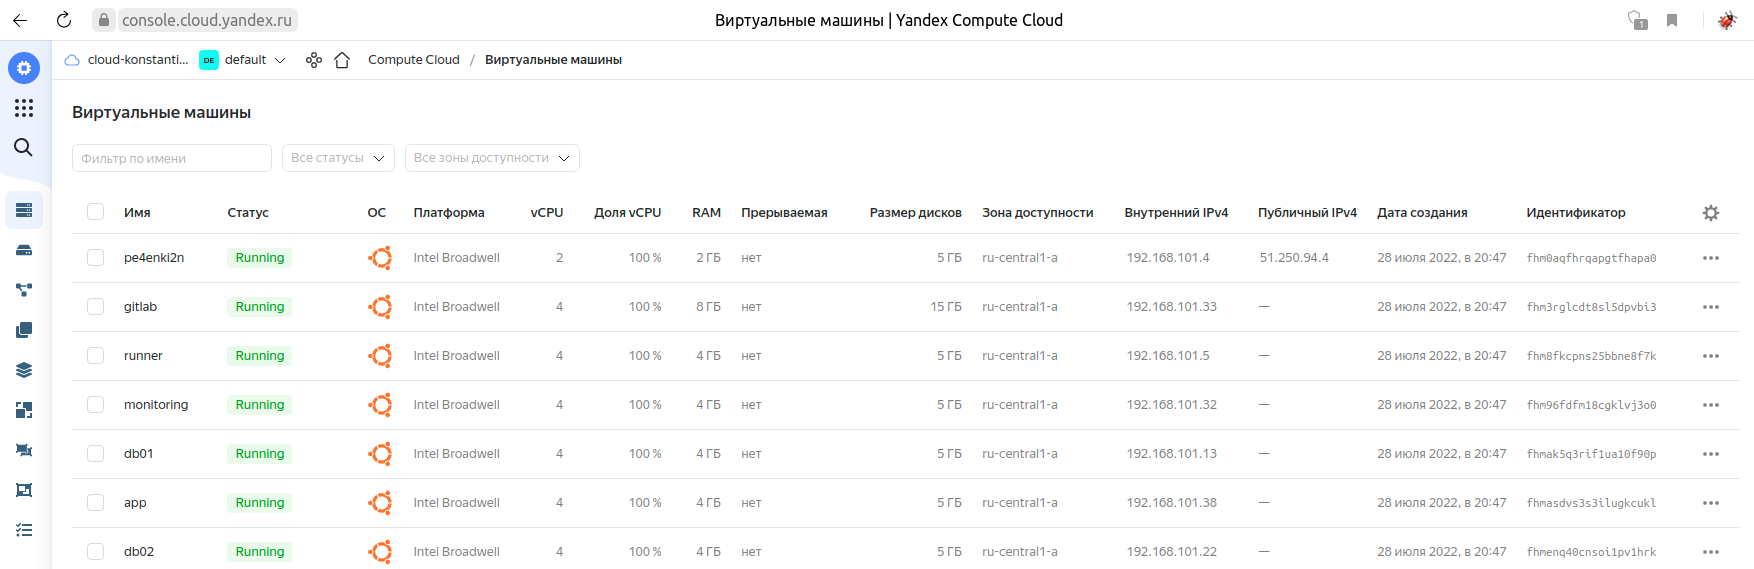 console.cloud.yandex.ru Виртуальные машины | Yandex Compute Cloud 1
cloud-konstanti... DE default Compute Cloud / Виртуальные машины
Виртуальные машины
Фильтр по имени Все статусы Все зоны доступности
Имя Статус ОС Платформа vCPU Доля vCPU RAM Прерываемая Размер дисков Зона доступности Внутренний IPv4 Публичный IPv4 Дата создания Идентификатор
pe4enki2n Running Intel Broadwell 2 100 % 2 ГБ нет 5 ГБ ru-central1-a 192.168.101.4 51.250.94.4 28 июля 2022, в 20:47 fhm0aqfhrqapgtfhapa0
gitlab Running Intel Broadwell 4 100 % 8 ГБ нет 15 ГБ ru-central1-a 192.168.101.33 — 28 июля 2022, в 20:47 fhm3rglcdt8sl5dpvbi3
runner Running Intel Broadwell 4 100 % 4 ГБ нет 5 ГБ ru-central1-a 192.168.101.5 — 28 июля 2022, в 20:47 fhm8fkcpns25bbne8f7k
monitoring Running Intel Broadwell 4 100 % 4 ГБ нет 5 ГБ ru-central1-a 192.168.101.32 — 28 июля 2022, в 20:47 fhm96fdfm18cgklvj3o0
db01 Running Intel Broadwell 4 100 % 4 ГБ нет 5 ГБ ru-central1-a 192.168.101.13 — 28 июля 2022, в 20:47 fhmak5q3rif1ua10f90p
app Running Intel Broadwell 4 100 % 4 ГБ нет 5 ГБ ru-central1-a 192.168.101.38 — 28 июля 2022, в 20:47 fhmasdvs3s3ilugkcukl
db02 Running Intel Broadwell 4 100 % 4 ГБ нет 5 ГБ ru-central1-a 192.168.101.22 — 28 июля 2022, в 20:47 fhmenq40cnsoi1pv1hrk